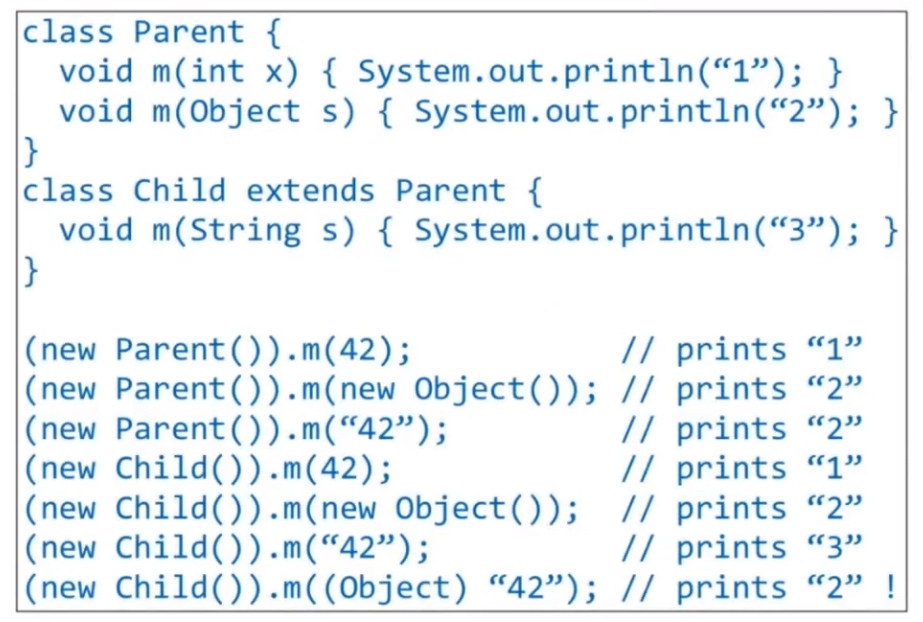 class Parent {
  void m(int x) { System.out.println(“1”); }
  void m(Object s) { System.out.println(“2”); }
}
class Child extends Parent {
  void m(String s) { System.out.println(“3”); }
}

(new Parent()).m(42);            // prints “1”
(new Parent()).m(new Object()); // prints “2”
(new Parent()).m(“42”);          // prints “2”
(new Child()).m(42);             // prints “1”
(new Child()).m(new Object());  // prints “2”
(new Child()).m(“42”);           // prints “3”
(new Child()).m((Object) “42”); // prints “2” !